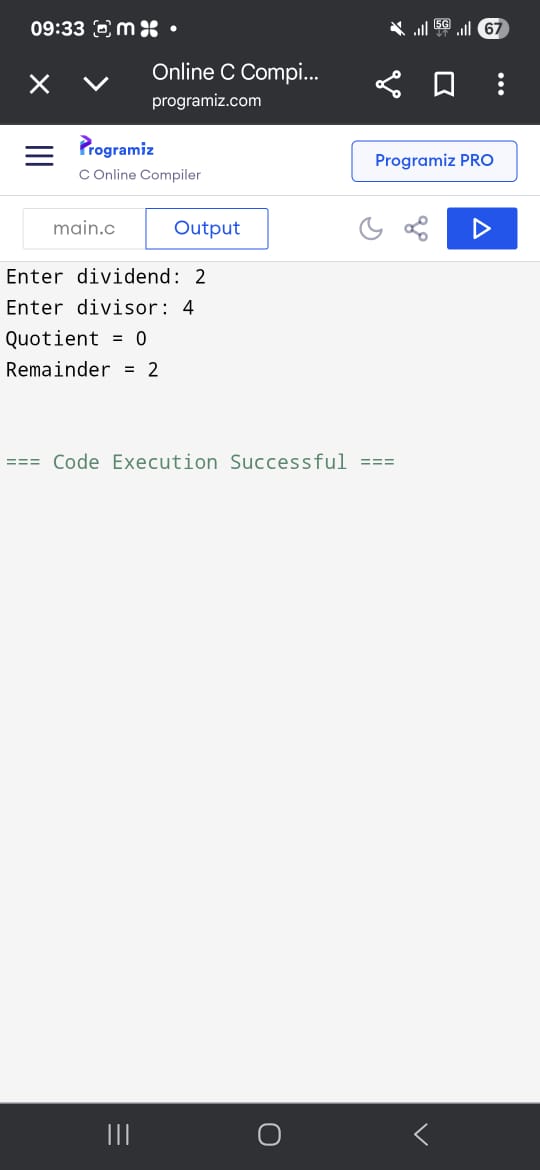 09:33 m
5G 67
Online C Compi...
programiz.com
Programiz
C Online Compiler
Programiz PRO
main.c Output
Enter dividend: 2
Enter divisor: 4
Quotient = 0
Remainder = 2
=== Code Execution Successful ===